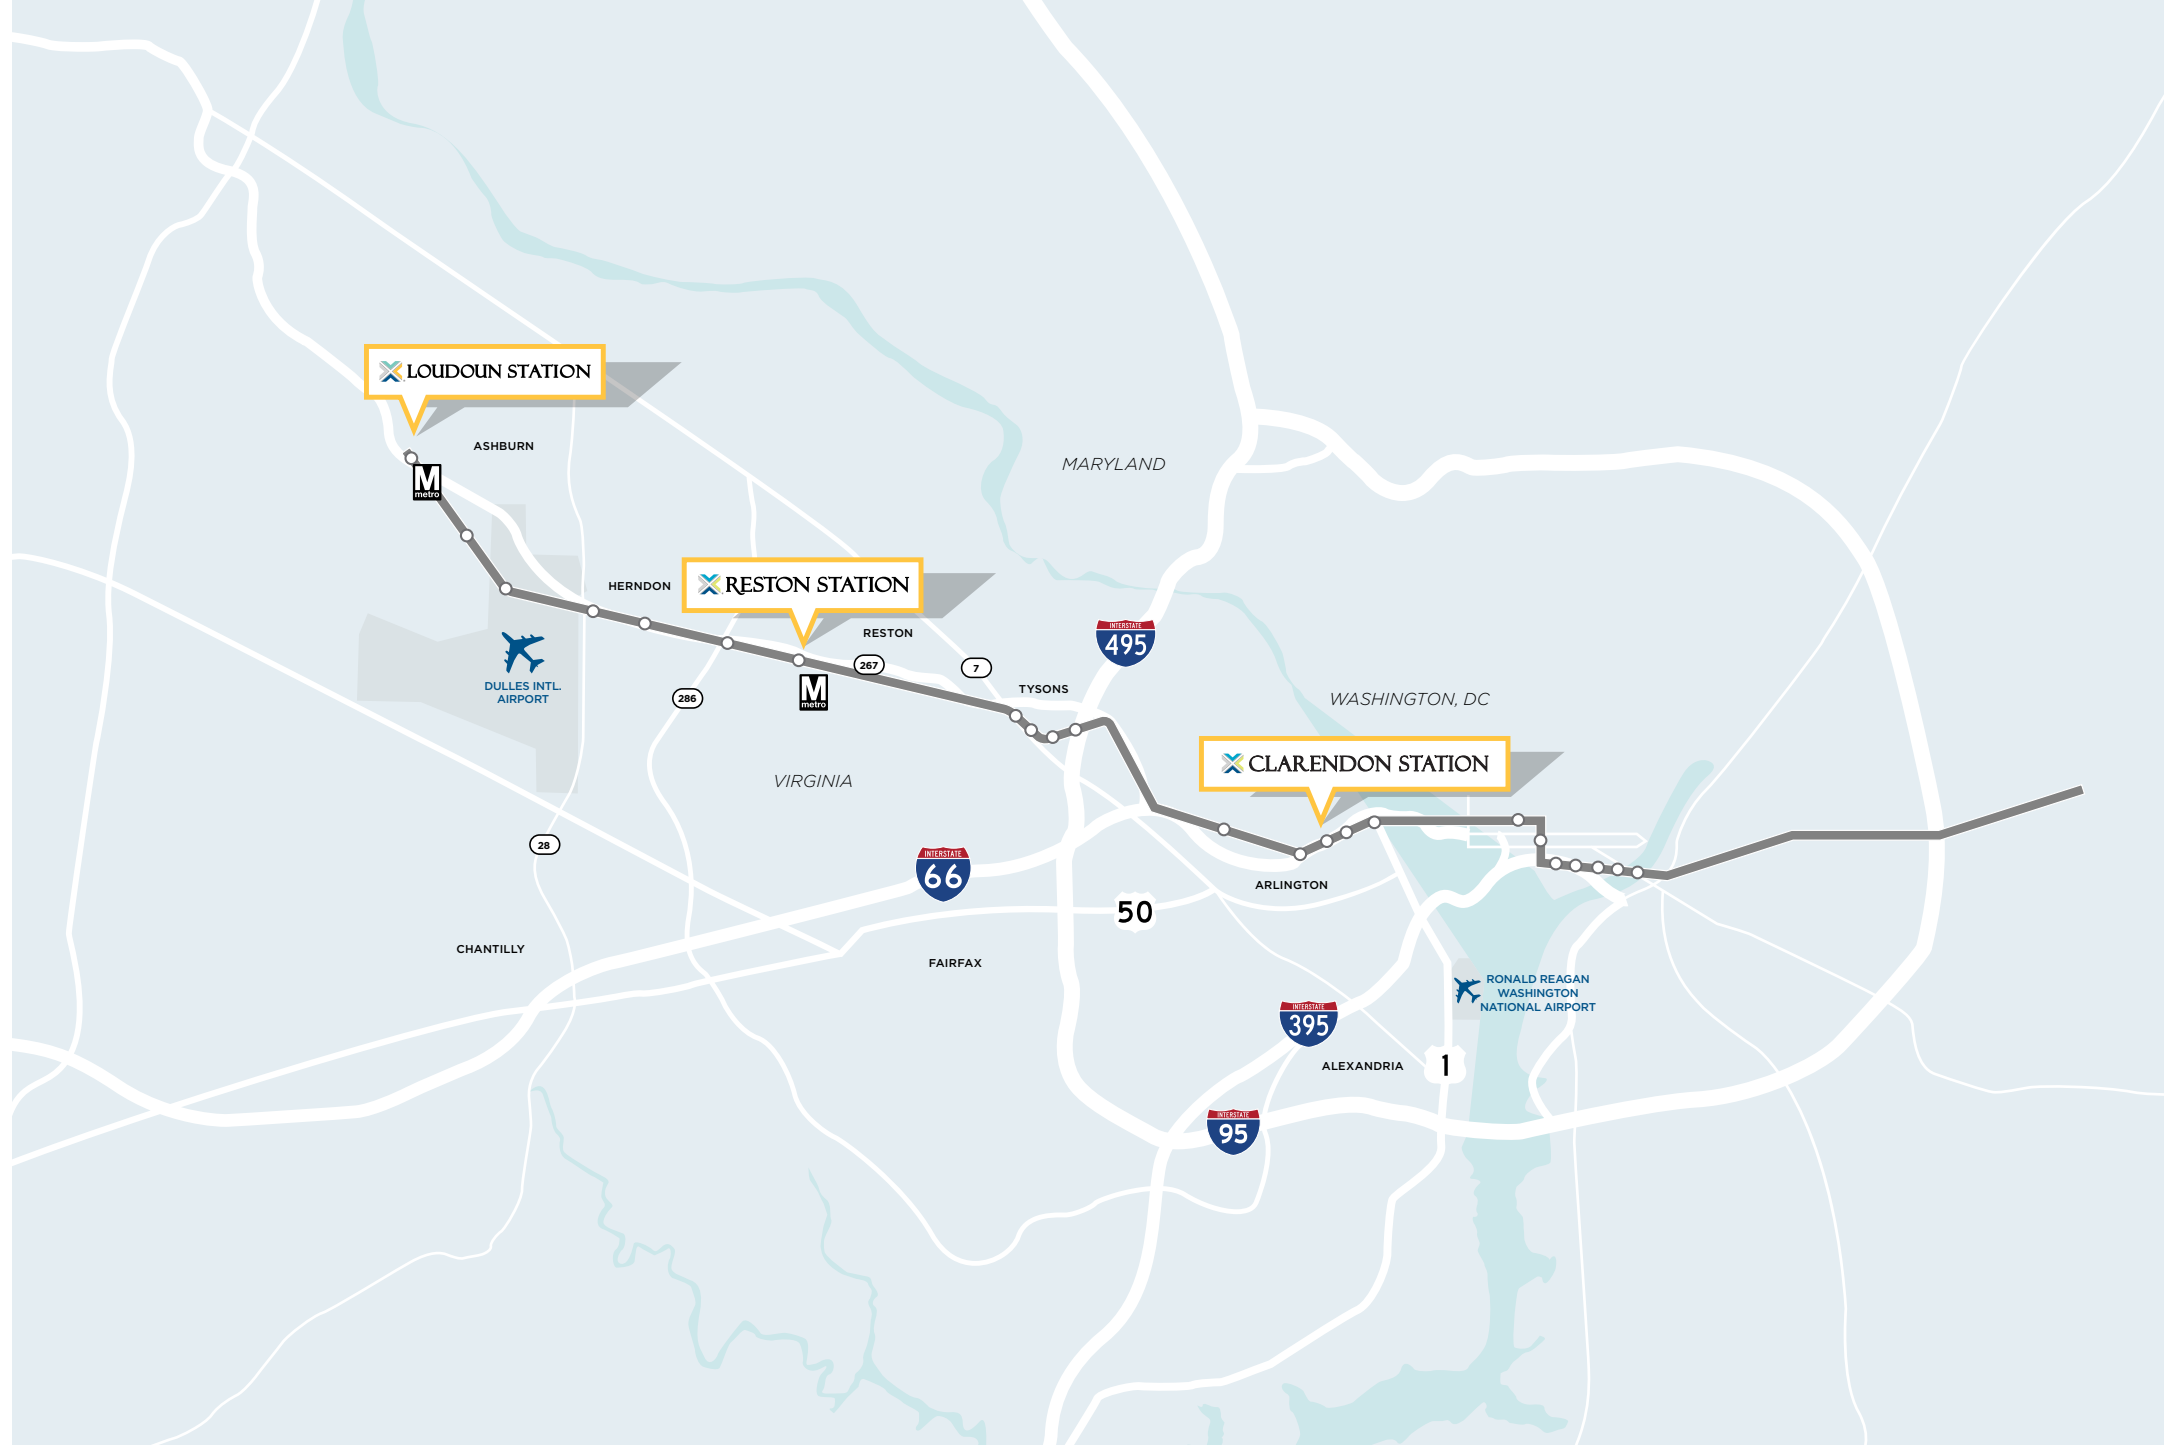 LOUDOUN STATION
ASHBURN
M
metro
MARYLAND
HERNDON
RESTON STATION
RESTON
INTERSTATE
495
267
7
DULLES INTL.
AIRPORT
286
M
metro
TYSONS
WASHINGTON, DC
VIRGINIA
CLARENDON STATION
28
INTERSTATE
66
ARLINGTON
50
CHANTILLY
FAIRFAX
RONALD REAGAN
WASHINGTON
NATIONAL AIRPORT
INTERSTATE
395
ALEXANDRIA
1
INTERSTATE
95